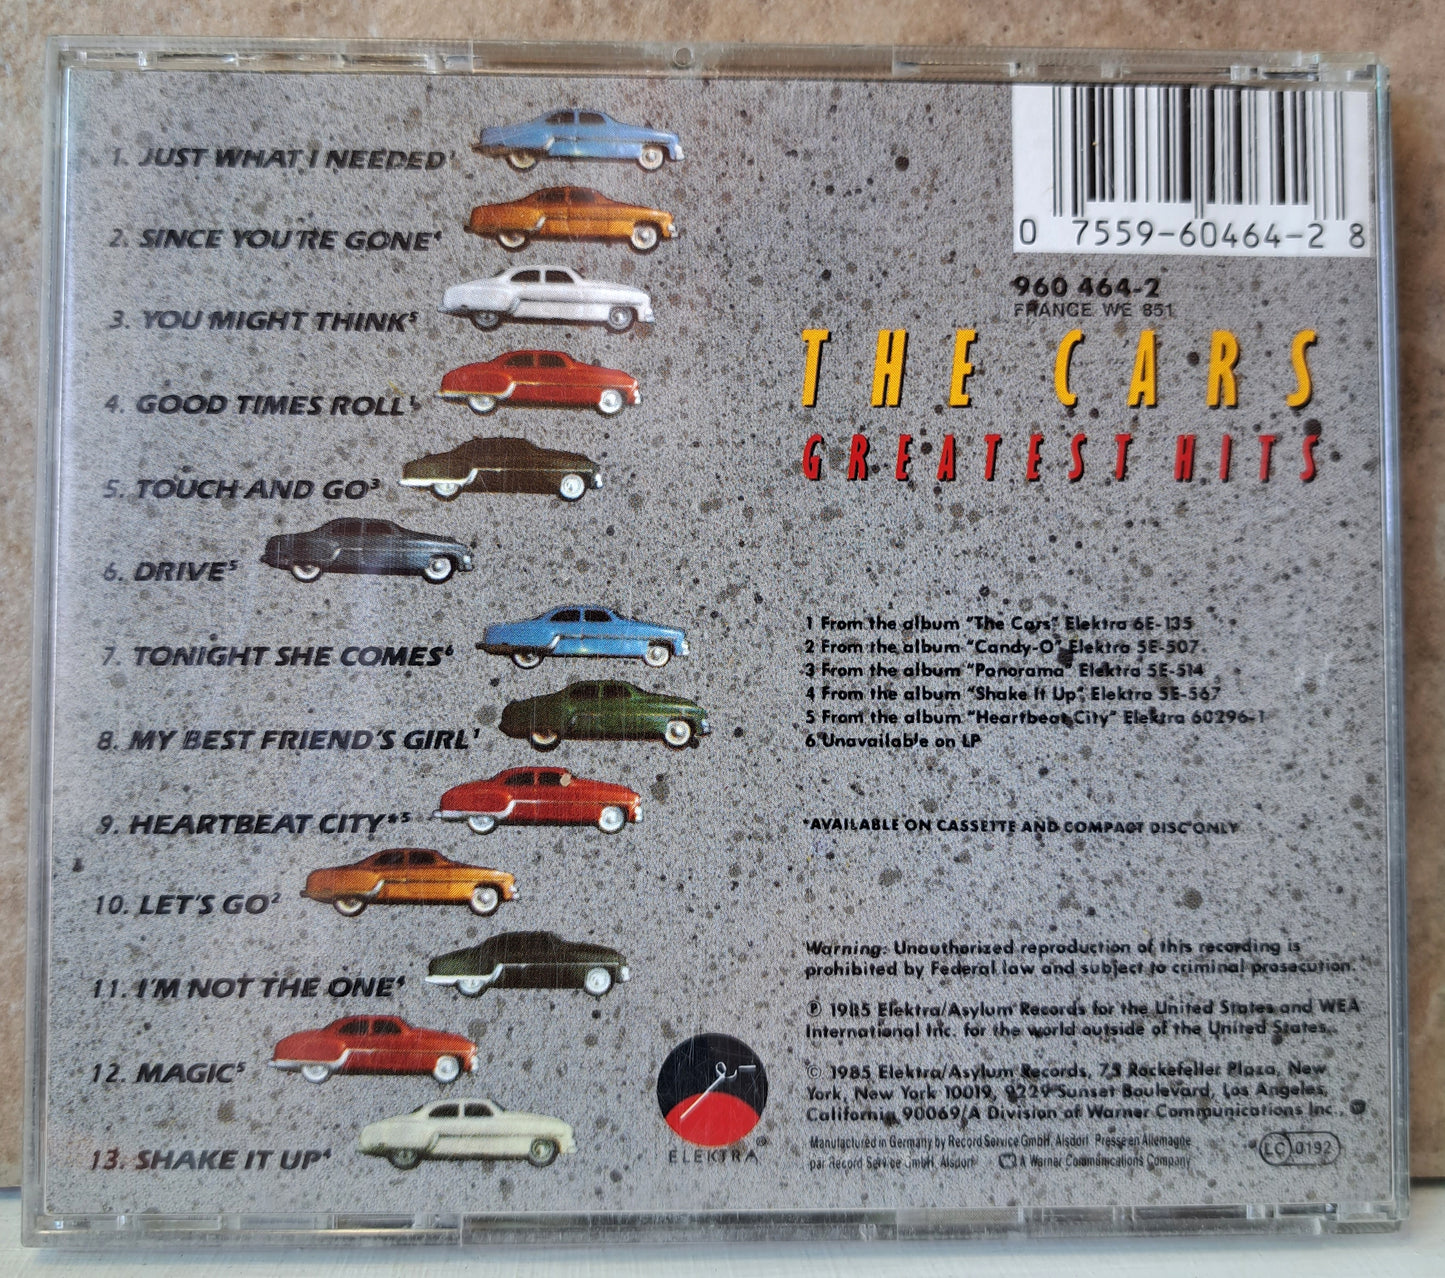 1. JUST WHAT I NEEDED¹
2. SINCE YOU'RE GONE⁴
3. YOU MIGHT THINK⁵
4. GOOD TIMES ROLL¹
5. TOUCH AND GO³
6. DRIVE⁵
7. TONIGHT SHE COMES⁶
8. MY BEST FRIEND'S GIRL¹
9. HEARTBEAT CITY*⁵
10. LET'S GO²
11. I'M NOT THE ONE⁴
12. MAGIC⁵
13. SHAKE IT UP⁴
0 7559-60464-2 8
960 464-2
FRANCE: WE 851
THE CARS
GREATEST HITS
1 From the album "The Cars" Elektra 6E-135
2 From the album "Candy-O" Elektra 5E-507
3 From the album "Panorama" Elektra 5E-514
4 From the album "Shake It Up" Elektra 5E-567
5 From the album "Heartbeat City" Elektra 60296-1
6 Unavailable on LP
*AVAILABLE ON CASSETTE AND COMPACT DISC ONLY
Warning: Unauthorized reproduction of this recording is
prohibited by Federal law and subject to criminal prosecution.
℗ 1985 Elektra/Asylum Records for the United States and WEA
International Inc. for the world outside of the United States.
© 1985 Elektra/Asylum Records, 75 Rockefeller Plaza, New
York, New York 10019, 9229 Sunset Boulevard, Los Angeles,
California 90069/A Division of Warner Communications Inc.,
Manufactured in Germany by Record Service GmbH, Alsdorf. Presse en Allemagne
par Record Service GmbH, Alsdorf A Warner Communications Company
LC 0192
ELEKTRA®